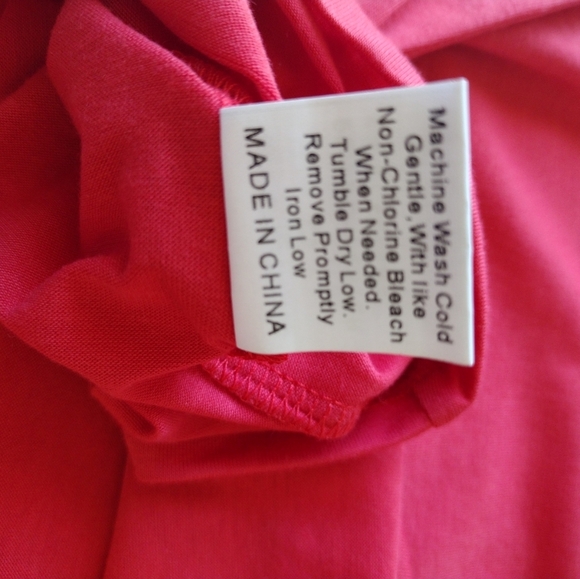 Machine Wash Cold
Gentle, With like
Non-Chlorine Bleach
When Needed.
Tumble Dry Low.
Remove Promptly
Iron Low
MADE IN CHINA